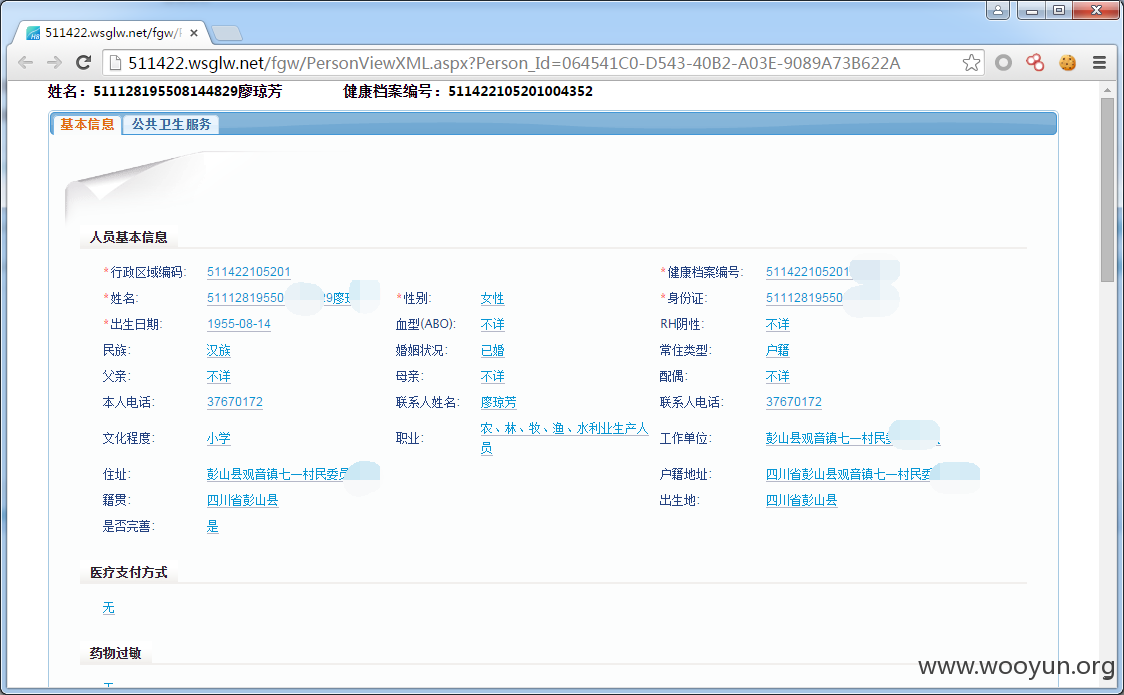 511422.wsglw.net/fgw/
511422.wsglw.net/fgw/PersonViewXML.aspx?Person_Id=064541C0-D543-40B2-A03E-9089A73B622A
姓名：511128195508144829廖琼芳 健康档案编号：511422105201004352
基本信息 公共卫生服务
人员基本信息
*行政区域编码: 511422105201 *健康档案编号: 511422105201
*姓名: 51112819550 29廖 *性别: 女性 *身份证: 51112819550
*出生日期: 1955-08-14 血型(ABO): 不详 RH阴性: 不详
民族: 汉族 婚姻状况: 已婚 常住类型: 户籍
父亲: 不详 母亲: 不详 配偶: 不详
本人电话: 37670172 联系人姓名: 廖琼芳 联系人电话: 37670172
文化程度: 小学 职业: 农、林、牧、渔、水利业生产人员 工作单位: 彭山县观音镇七一村民
住址: 彭山县观音镇七一村民委 户籍地址: 四川省彭山县观音镇七一村民委
籍贯: 四川省彭山县 出生地: 四川省彭山县
是否完善: 是
医疗支付方式
无
药物过敏
www.wooyun.org